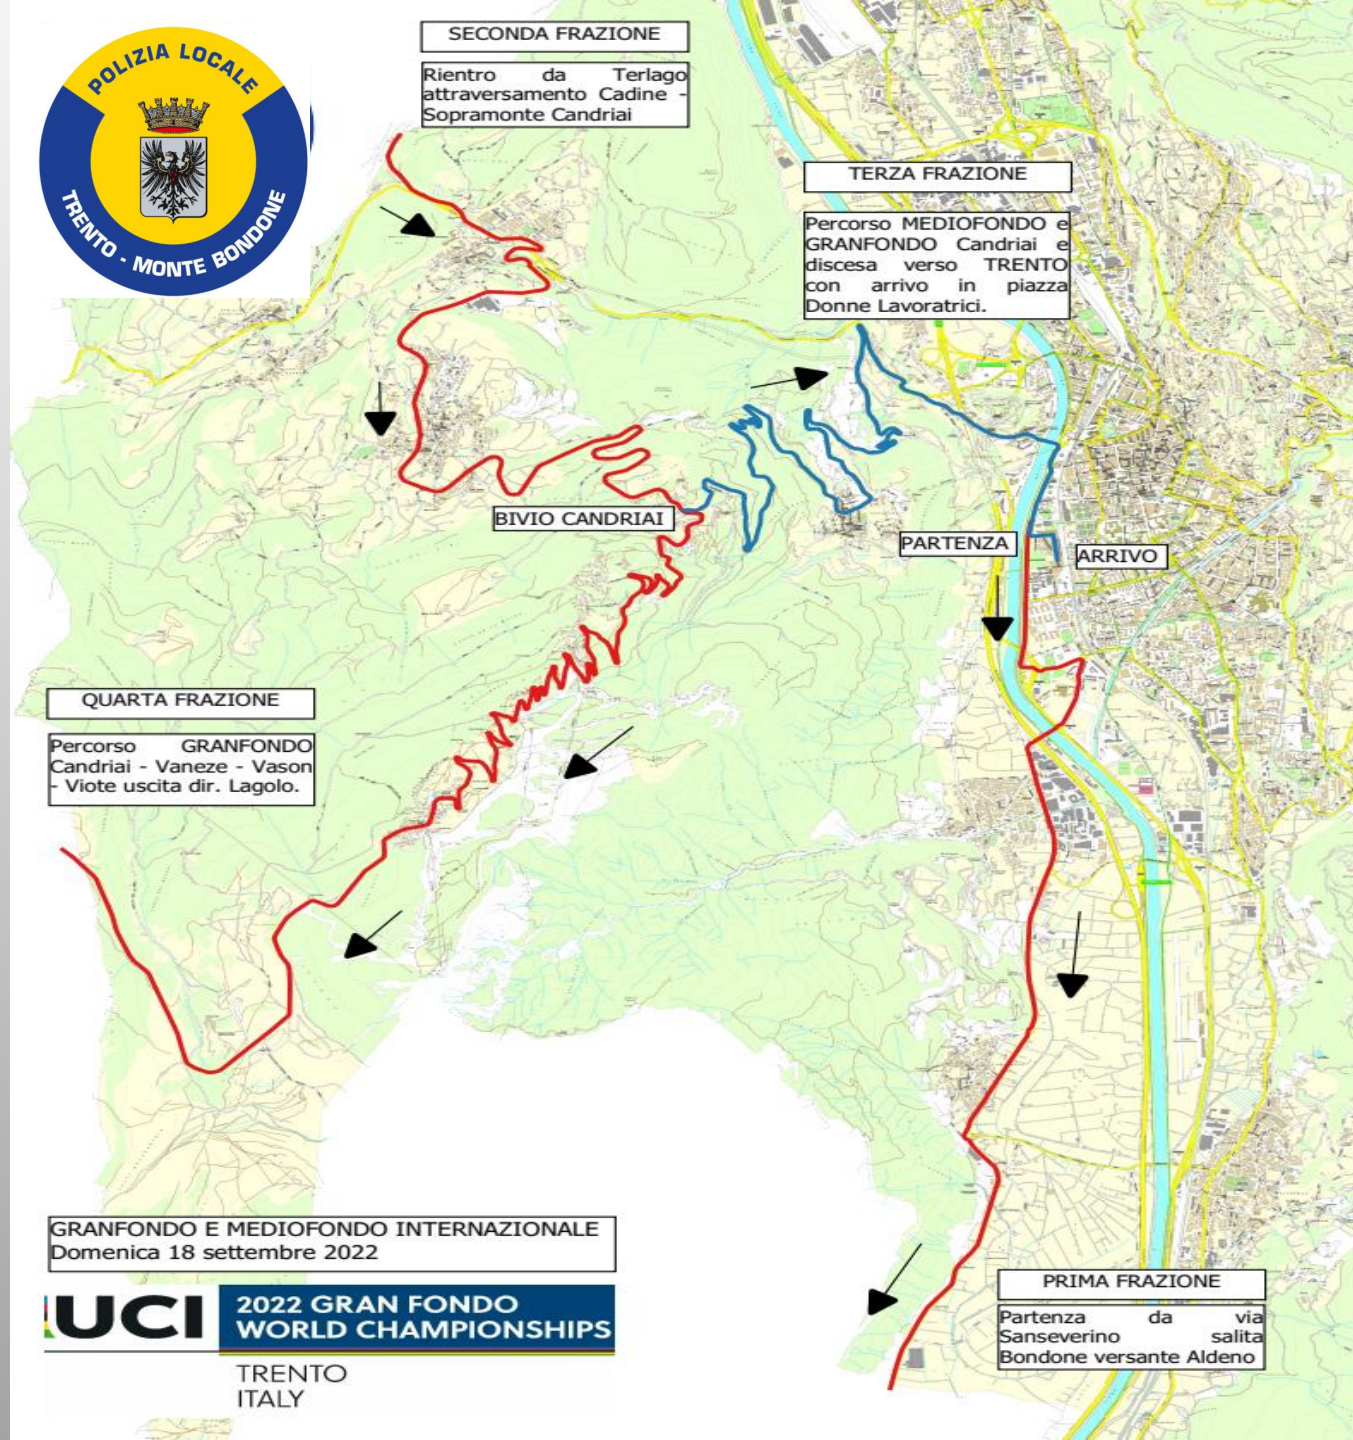 POLIZIA LOCALE
TRENTO - MONTE BONDONE
SECONDA FRAZIONE
Rientro da Terlago
attraversamento Cadine -
Sopramonte Candriai
TERZA FRAZIONE
Percorso MEDIOFONDO e
GRANFONDO Candriai e
discesa verso TRENTO
con arrivo in piazza
Donne Lavoratrici.
BIVIO CANDRIAI
PARTENZA
ARRIVO
QUARTA FRAZIONE
Percorso GRANFONDO
Candriai - Vaneze - Vason
- Viote uscita dir. Lagolo.
GRANFONDO E MEDIOFONDO INTERNAZIONALE
Domenica 18 settembre 2022
UCI
2022 GRAN FONDO
WORLD CHAMPIONSHIPS
TRENTO
ITALY
PRIMA FRAZIONE
Partenza da via
Sanseverino salita
Bondone versante Aldeno